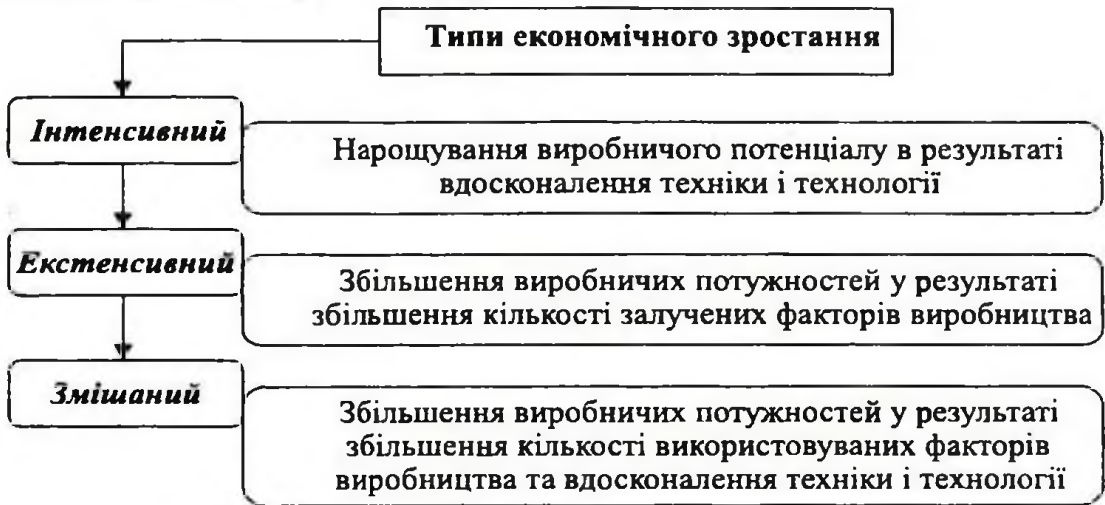 Типи економічного зростання
Інтенсивний
Нарощування виробничого потенціалу в результаті
вдосконалення техніки і технології
Екстенсивний
Збільшення виробничих потужностей у результаті
збільшення кількості залучених факторів виробництва
Змішаний
Збільшення виробничих потужностей у результаті
збільшення кількості використовуваних факторів
виробництва та вдосконалення техніки і технології